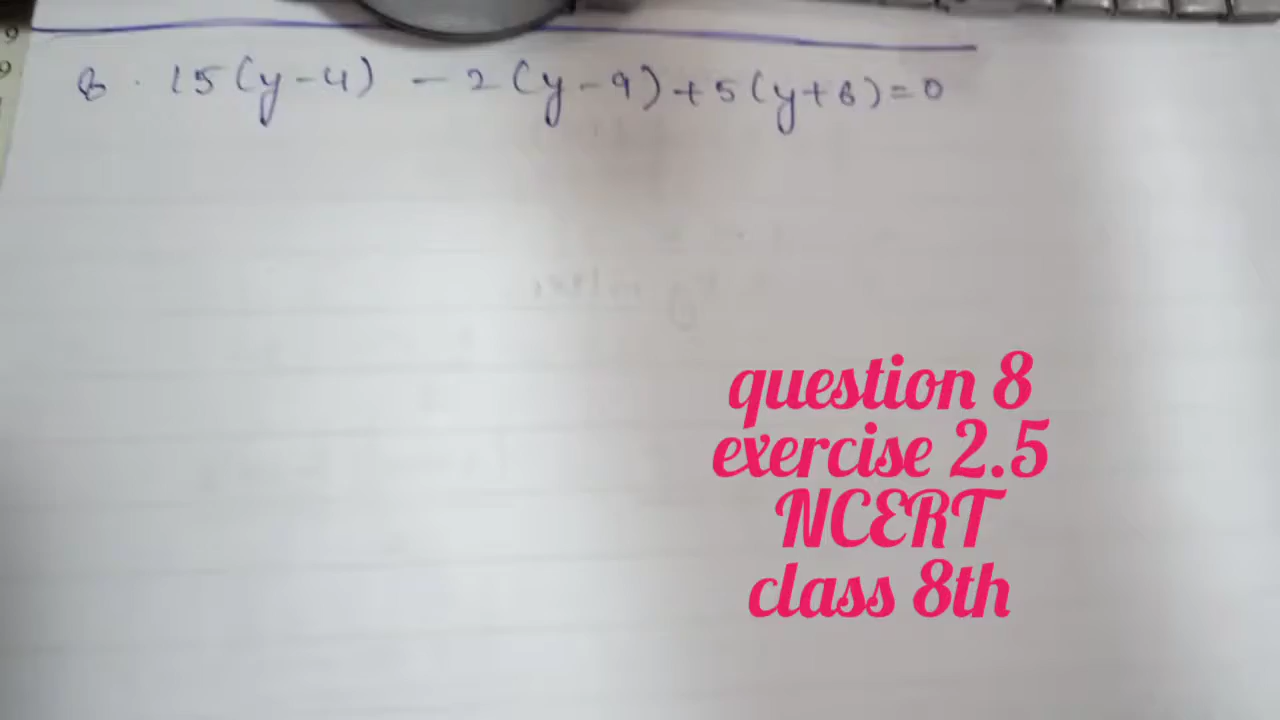 8 . 15(y-4) - 2(y-9)+5(y+6)=0
question 8
exercise 2.5
NCERT
class 8th